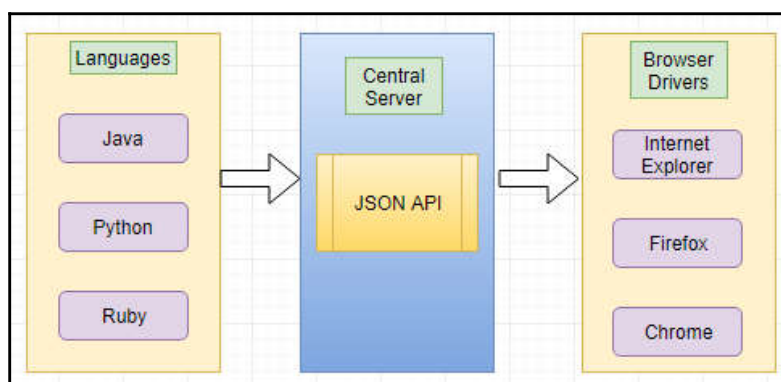 Languages
Java
Python
Ruby
Central
Server
JSON API
Browser
Drivers
Internet
Explorer
Firefox
Chrome